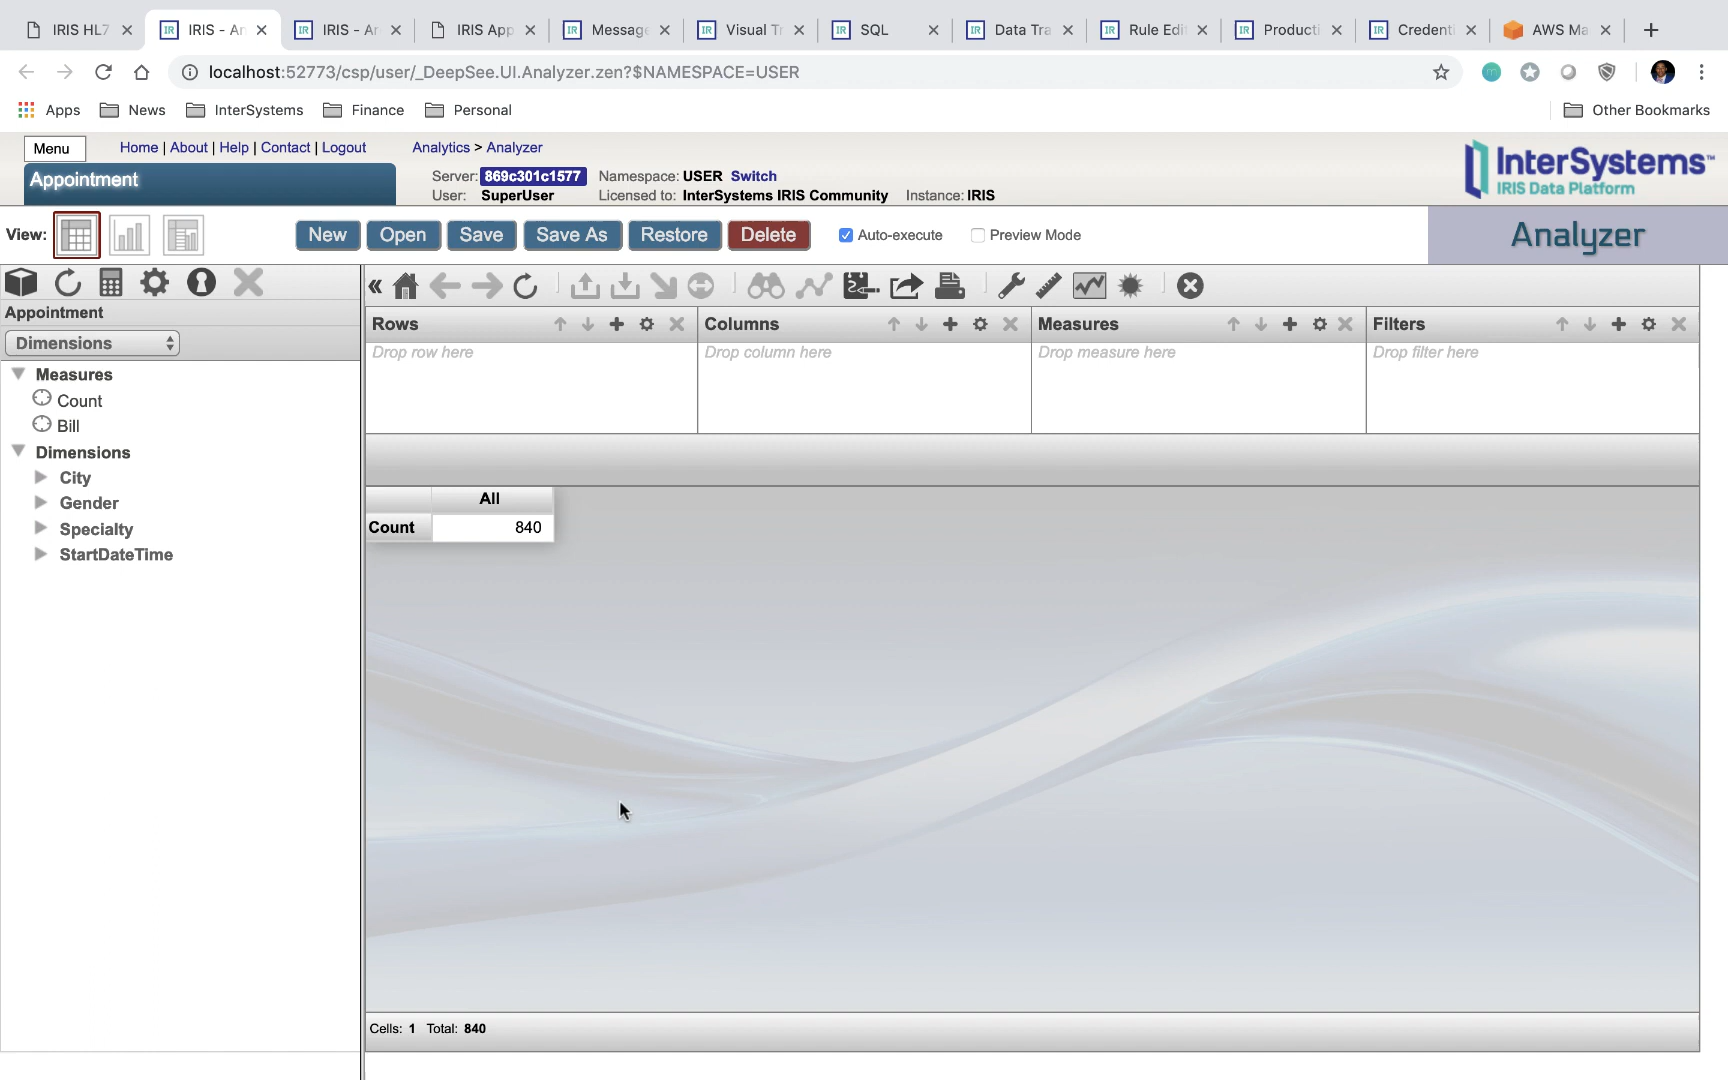 IRIS HL7
IRIS - An
IRIS - Ar
IRIS App
Message
Visual Tr
SQL
Data Tra
Rule Edi
Producti
Credenti
AWS Ma
localhost:52773/csp/user/_DeepSee.UI.Analyzer.zen?$NAMESPACE=USER
Apps
News
InterSystems
Finance
Personal
Other Bookmarks
Menu
Home | About | Help | Contact | Logout
Analytics > Analyzer
Appointment
Server: 869c301c1577 Namespace: USER Switch
User: SuperUser Licensed to: InterSystems IRIS Community Instance: IRIS
InterSystems™
IRIS Data Platform
View:
New
Open
Save
Save As
Restore
Delete
Auto-execute
Preview Mode
Analyzer
Appointment
Dimensions
Measures
Count
Bill
Dimensions
City
Gender
Specialty
StartDateTime
Rows
Columns
Measures
Filters
Drop row here
Drop column here
Drop measure here
Drop filter here
All
Count 840
Cells: 1 Total: 840